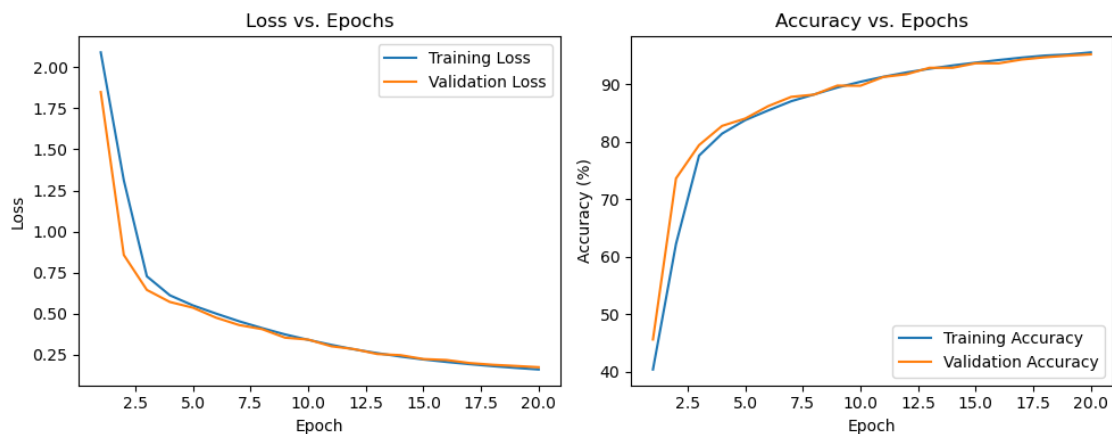 Loss vs. Epochs
Training Loss
Validation Loss
2.00
1.75
1.50
1.25
1.00
0.75
0.50
0.25
Loss
2.5 5.0 7.5 10.0 12.5 15.0 17.5 20.0
Epoch
Accuracy vs. Epochs
90
80
70
60
50
40
Accuracy (%)
Training Accuracy
Validation Accuracy
2.5 5.0 7.5 10.0 12.5 15.0 17.5 20.0
Epoch